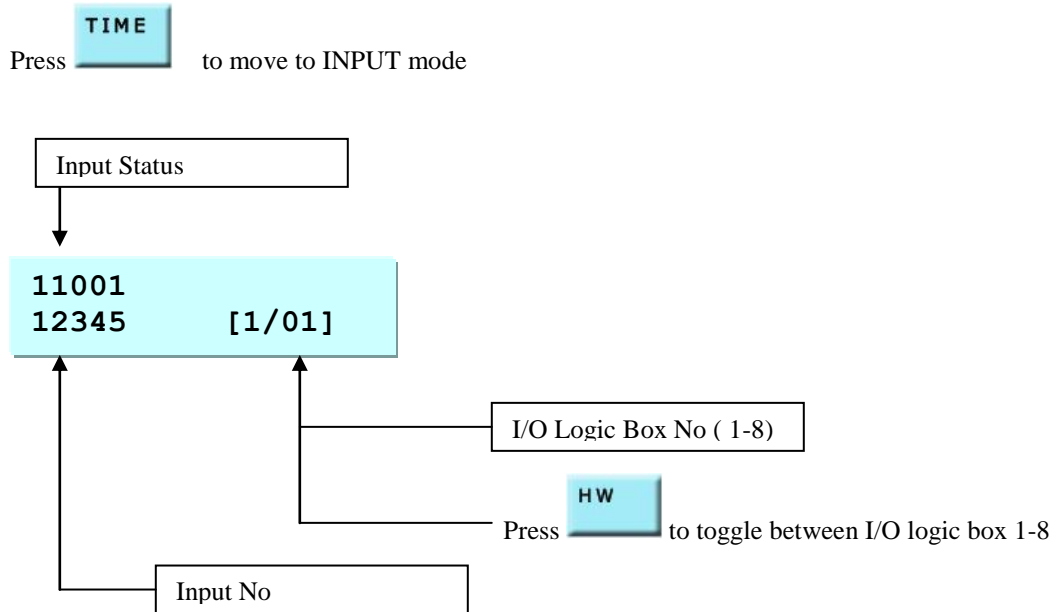 TIME
Press to move to INPUT mode
Input Status
11001
12345 [1/01]
I/O Logic Box No ( 1-8)
HW
Press to toggle between I/O logic box 1-8
Input No